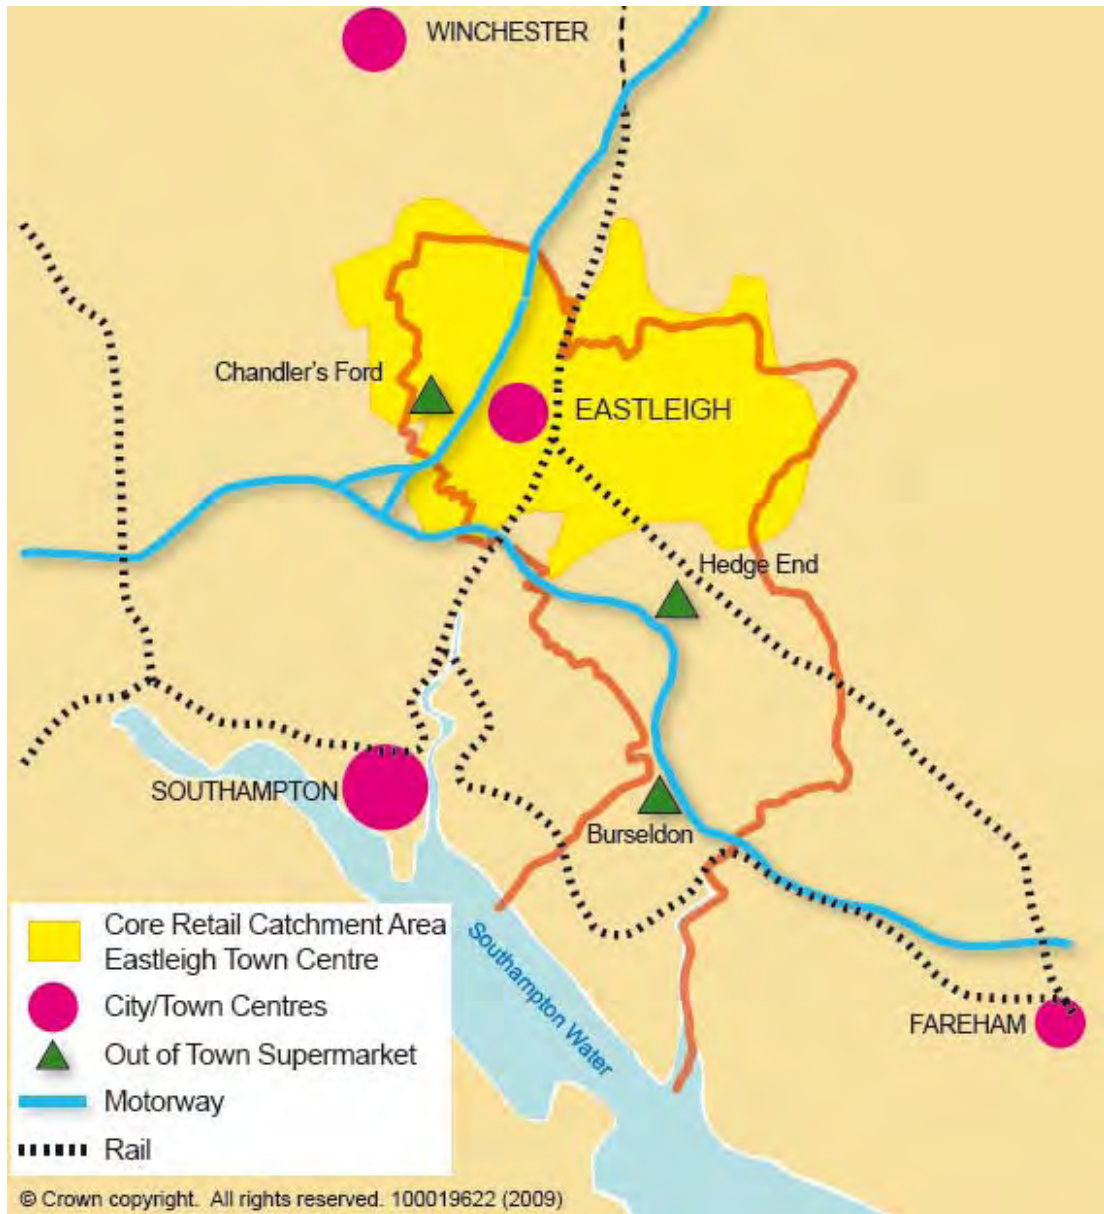 WINCHESTER
Chandler's Ford
EASTLEIGH
Hedge End
SOUTHAMPTON
Burseldon
Southampton Water
FAREHAM
Core Retail Catchment Area
Eastleigh Town Centre
City/Town Centres
Out of Town Supermarket
Motorway
Rail
© Crown copyright. All rights reserved. 100019622 (2009)